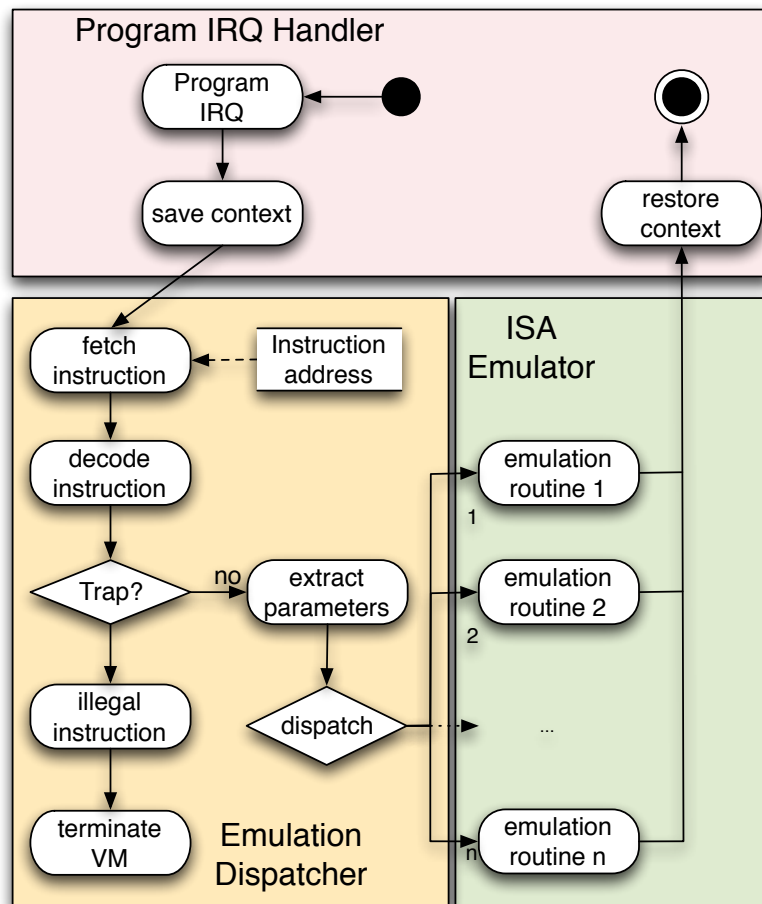 Program IRQ Handler
Program
IRQ
save context
restore
context
fetch
instruction
Instruction
address
ISA
Emulator
decode
instruction
emulation
routine 1
1
Trap?
no
extract
parameters
emulation
routine 2
2
illegal
instruction
dispatch
...
terminate
VM
Emulation
Dispatcher
emulation
routine n
n